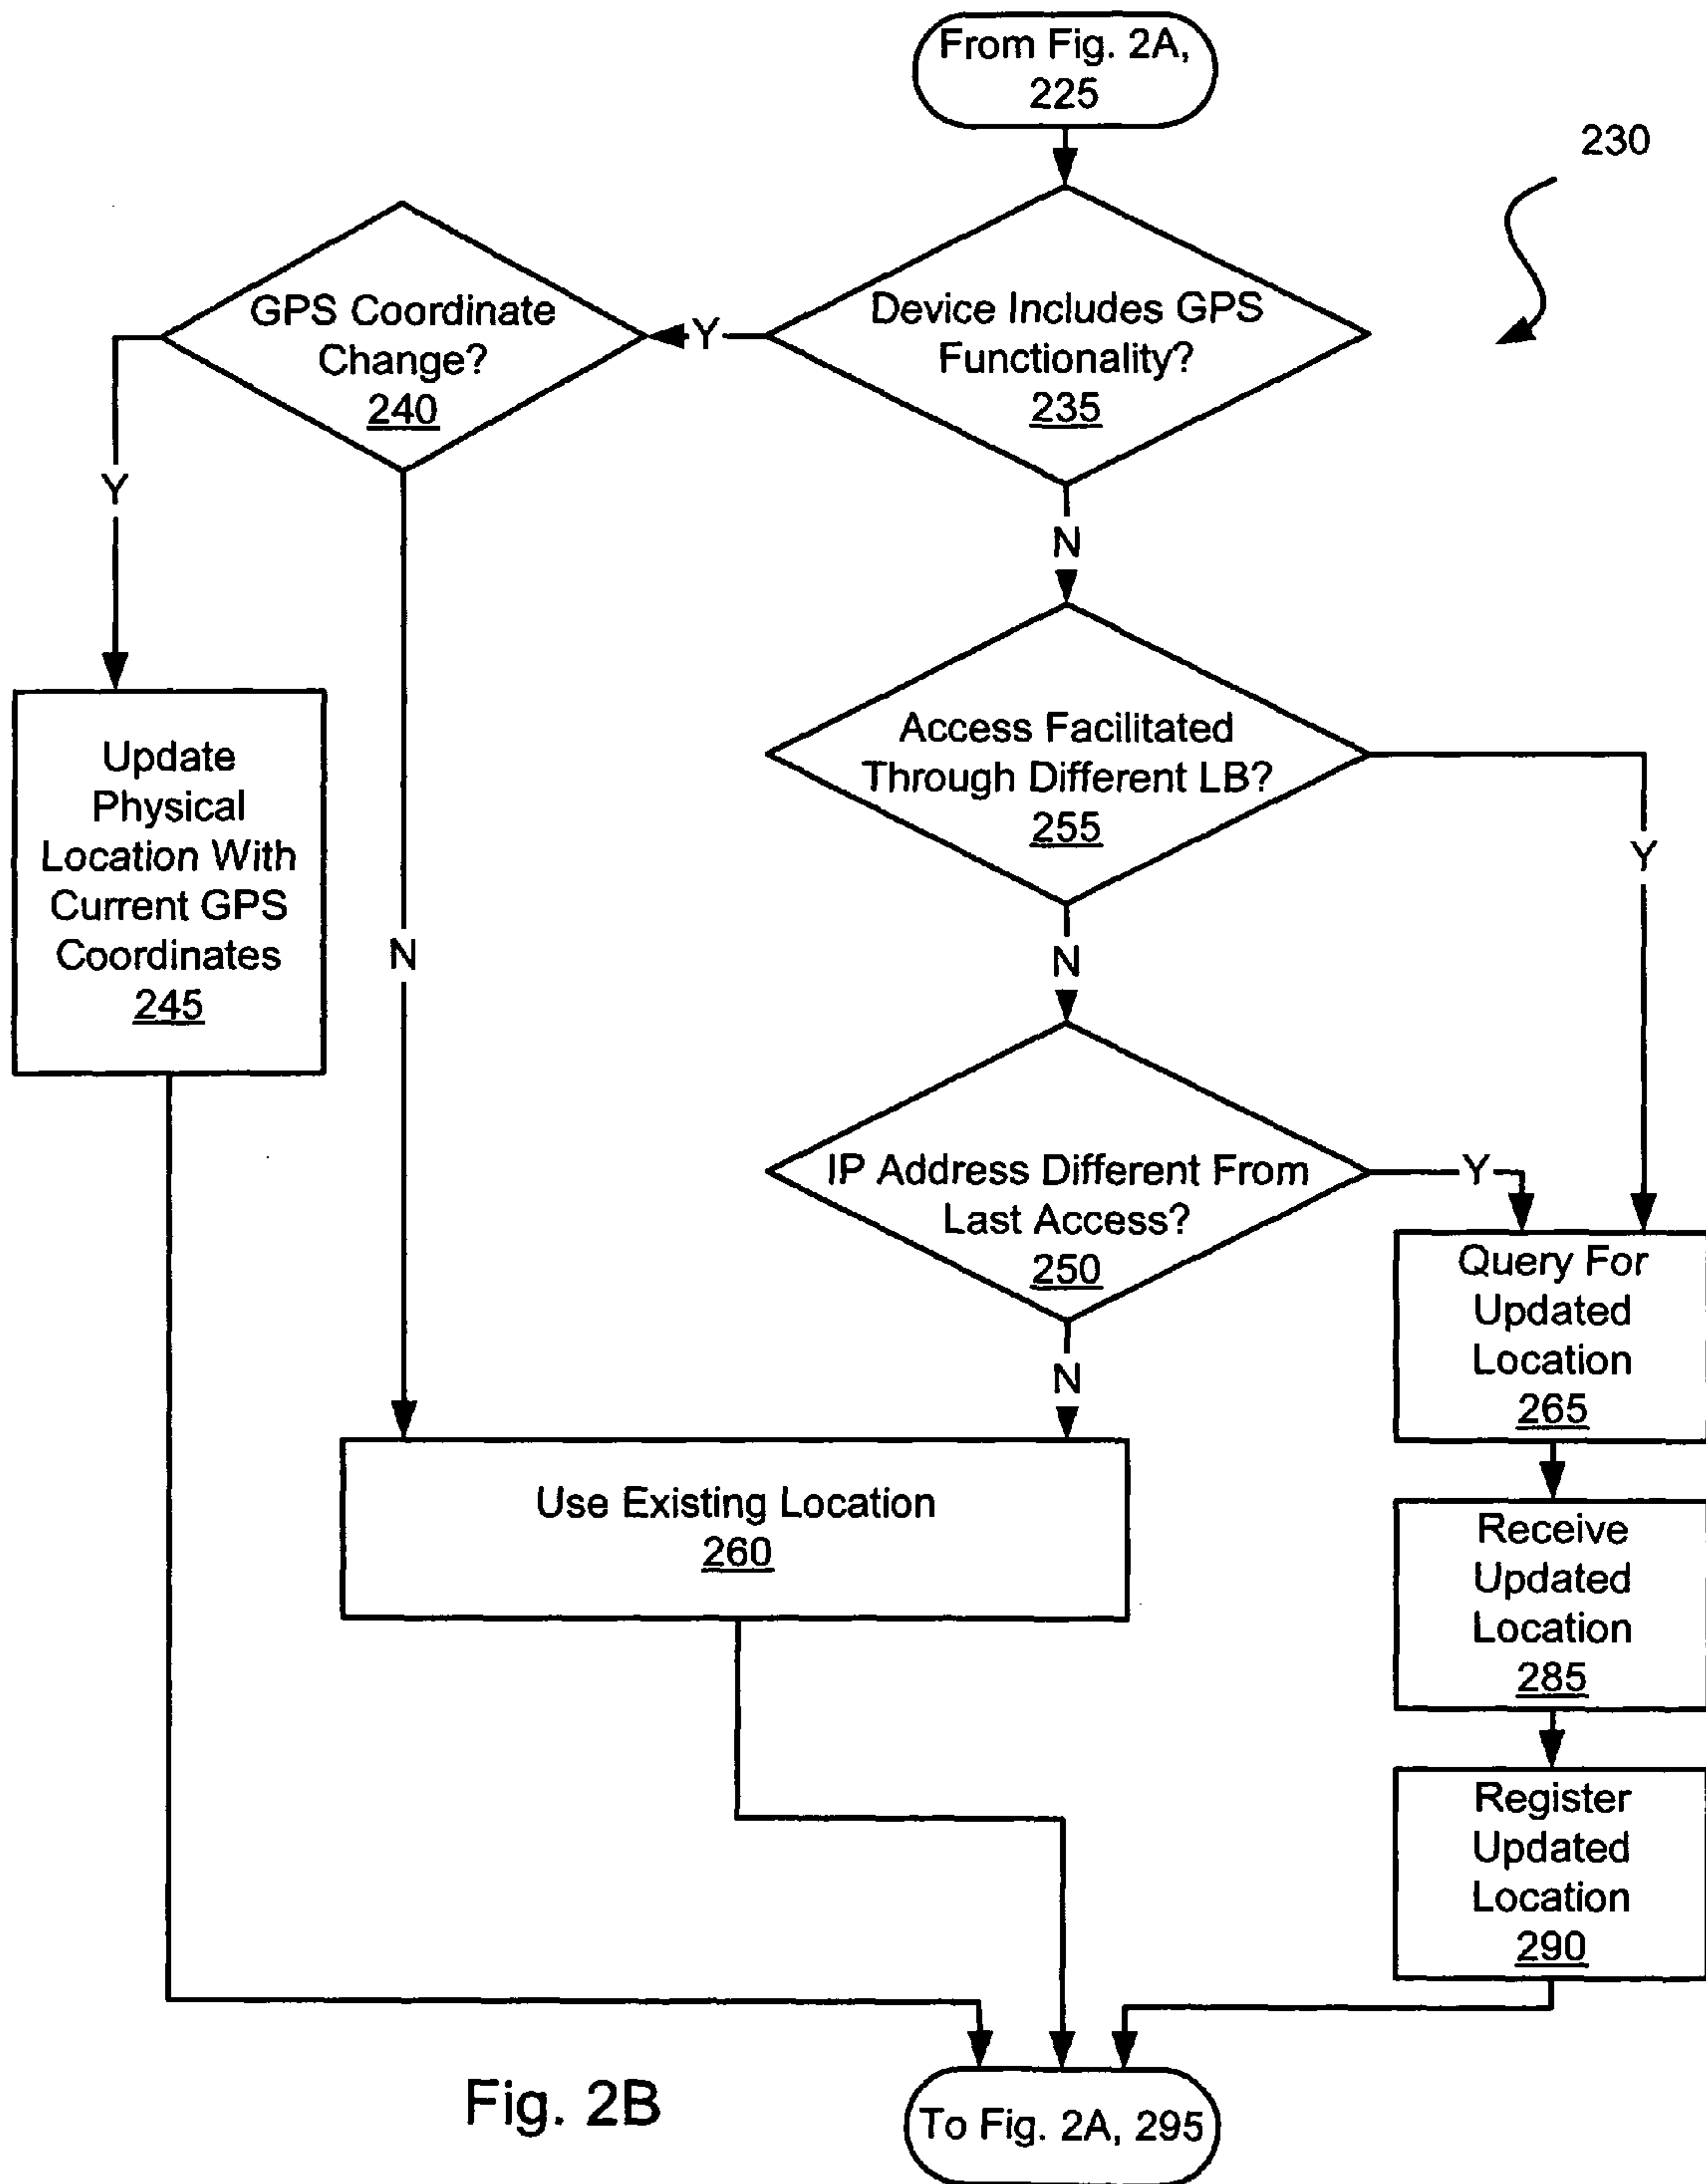 From Fig. 2A,
225
230
Device Includes GPS
Functionality?
235
Y
GPS Coordinate
Change?
240
Y
N
N
Update
Physical
Location With
Current GPS
Coordinates
245
Access Facilitated
Through Different LB?
255
Y
N
IP Address Different From
Last Access?
250
Y
N
Query For
Updated
Location
265
Use Existing Location
260
Receive
Updated
Location
285
Register
Updated
Location
290
To Fig. 2A, 295
Fig. 2B